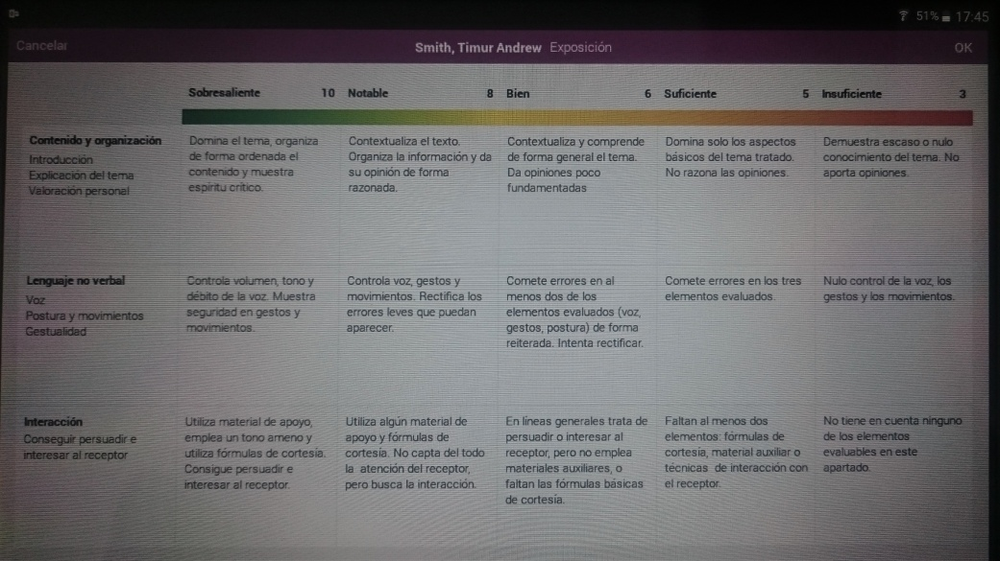 51% 17:45
Cancelar Smith, Timur Andrew Exposición OK
Sobresaliente 10 Notable 8 Bien 6 Suficiente 5 Insuficiente 3
Contenido y organización
Introducción
Explicación del tema
Valoración personal
Domina el tema, organiza
de forma ordenada el
contenido y muestra
espíritu crítico.
Contextualiza el texto.
Organiza la información y da
su opinión de forma
razonada.
Contextualiza y comprende
de forma general el tema.
Da opiniones poco
fundamentadas
Domina solo los aspectos
básicos del tema tratado.
No razona las opiniones.
Demuestra escaso o nulo
conocimiento del tema. No
aporta opiniones.
Lenguaje no verbal
Voz
Postura y movimientos
Gestualidad
Controla volumen, tono y
débito de la voz. Muestra
seguridad en gestos y
movimientos.
Controla voz, gestos y
movimientos. Rectifica los
errores leves que puedan
aparecer.
Comete errores en al
menos dos de los
elementos evaluados (voz,
gestos, postura) de forma
reiterada. Intenta rectificar.
Comete errores en los tres
elementos evaluados.
Nulo control de la voz, los
gestos y los movimientos.
Interacción
Conseguir persuadir e
interesar al receptor
Utiliza material de apoyo,
emplea un tono ameno y
utiliza fórmulas de cortesía.
Consigue persuadir e
interesar al receptor.
Utiliza algún material de
apoyo y fórmulas de
cortesía. No capta del todo
la atención del receptor,
pero busca la interacción.
En líneas generales trata de
persuadir o interesar al
receptor, pero no emplea
materiales auxiliares, o
faltan las fórmulas básicas
de cortesía.
Faltan al menos dos
elementos: fórmulas de
cortesía, material auxiliar o
técnicas de interacción con
el receptor.
No tiene en cuenta ninguno
de los elementos
evaluables en este
apartado.